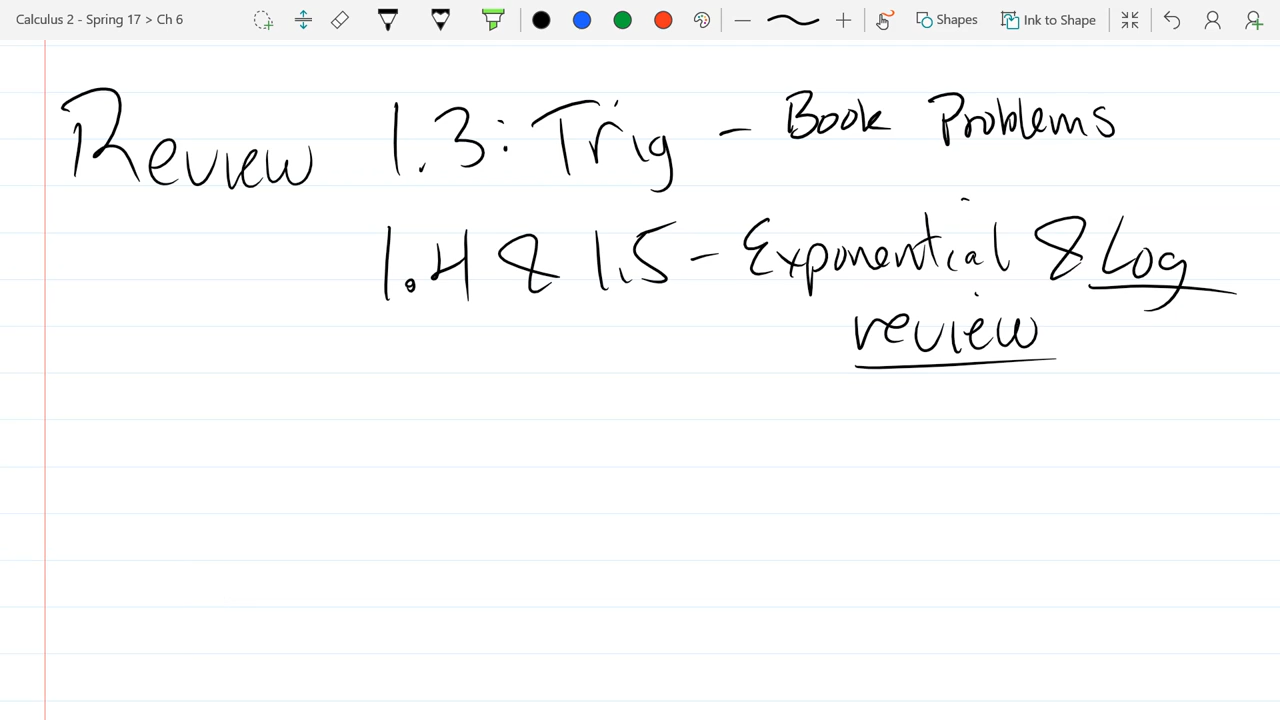 Calculus 2 - Spring 17 > Ch 6 Shapes Ink to Shape
Review 1.3: Trig - Book Problems
1.4 & 1.5 - Exponential & Log
review